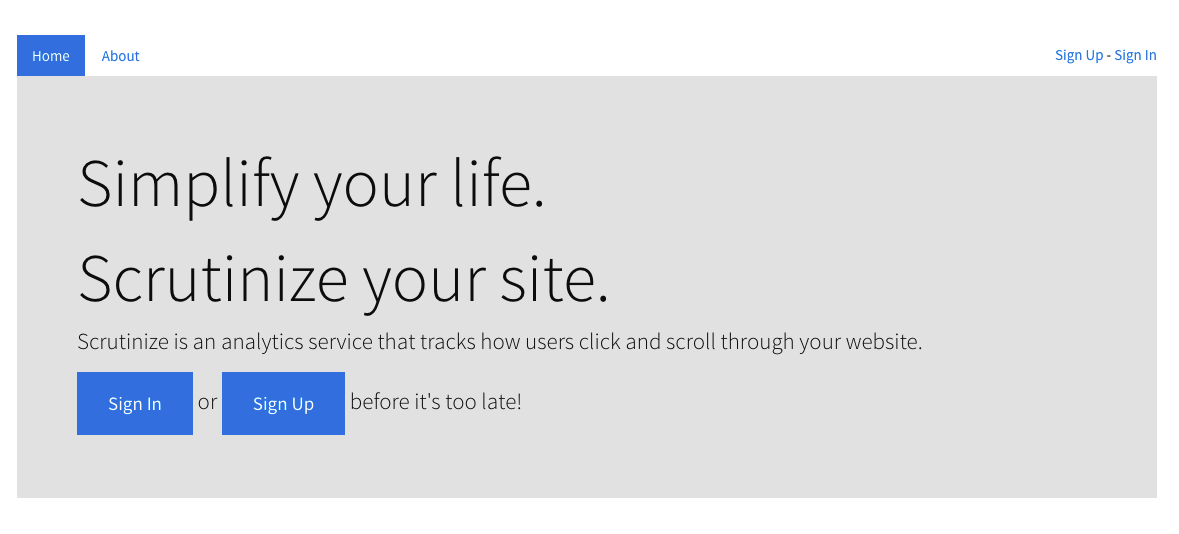 Home About Sign Up - Sign In
Simplify your life.
Scrutinize your site.
Scrutinize is an analytics service that tracks how users click and scroll through your website.
Sign In or Sign Up before it's too late!